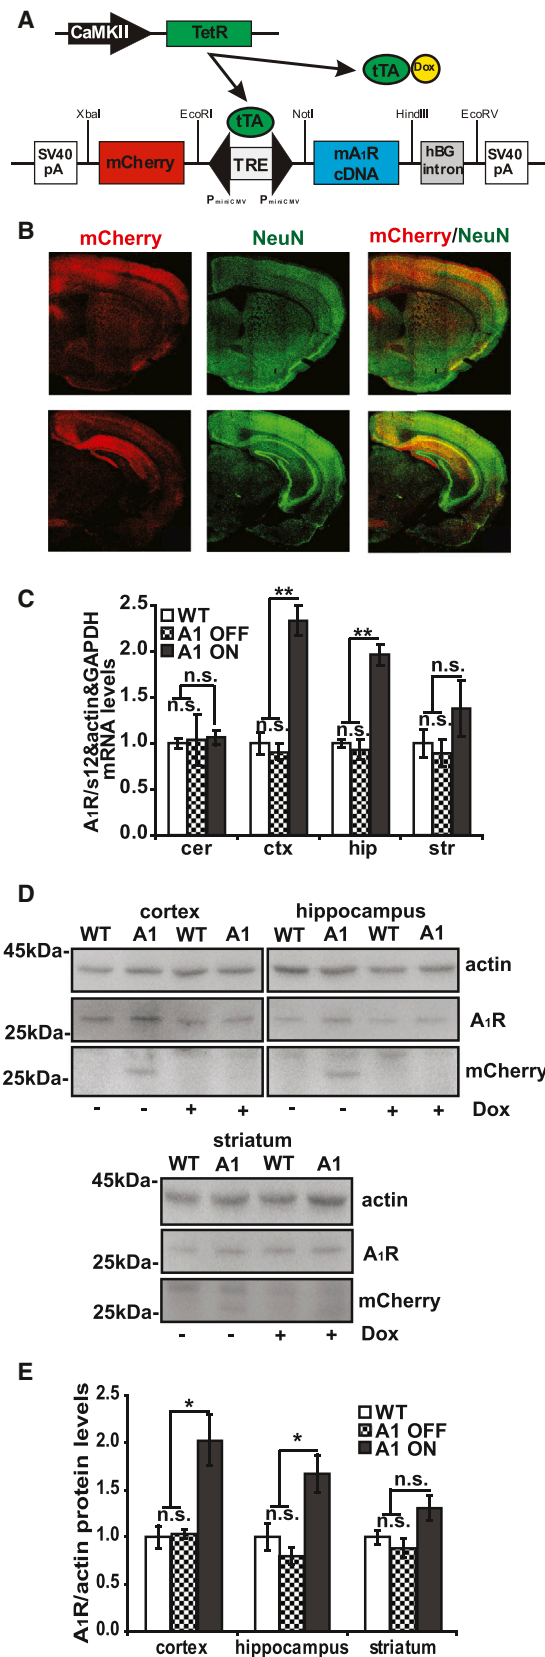 A
CaMKII
TetR
tTA
Dox
XbaI
EcoRI
tTA
NotI
HindIII
EcoRV
SV40
pA
mCherry
TRE
mA1R
cDNA
hBG
intron
SV40
pA
PminiCMV
PminiCMV
B
mCherry
NeuN
mCherry/NeuN
C
A1R/s12&actin&GAPDH
mRNA levels
2.5
2.0
1.5
1.0
0.5
0.0
WT
A1 OFF
A1 ON
n.s.
n.s.
**
n.s.
**
n.s.
n.s.
n.s.
cer
ctx
hip
str
D
cortex
hippocampus
WT A1 WT A1
WT A1 WT A1
45kDa-
actin
25kDa-
A1R
25kDa-
mCherry
- - + +
- - + +
Dox
striatum
WT A1 WT A1
45kDa-
actin
25kDa-
A1R
25kDa-
mCherry
- - + +
Dox
E
A1R/actin protein levels
2.5
2.0
1.5
1.0
0.5
0.0
WT
A1 OFF
A1 ON
*
n.s.
*
n.s.
n.s.
n.s.
cortex
hippocampus
striatum